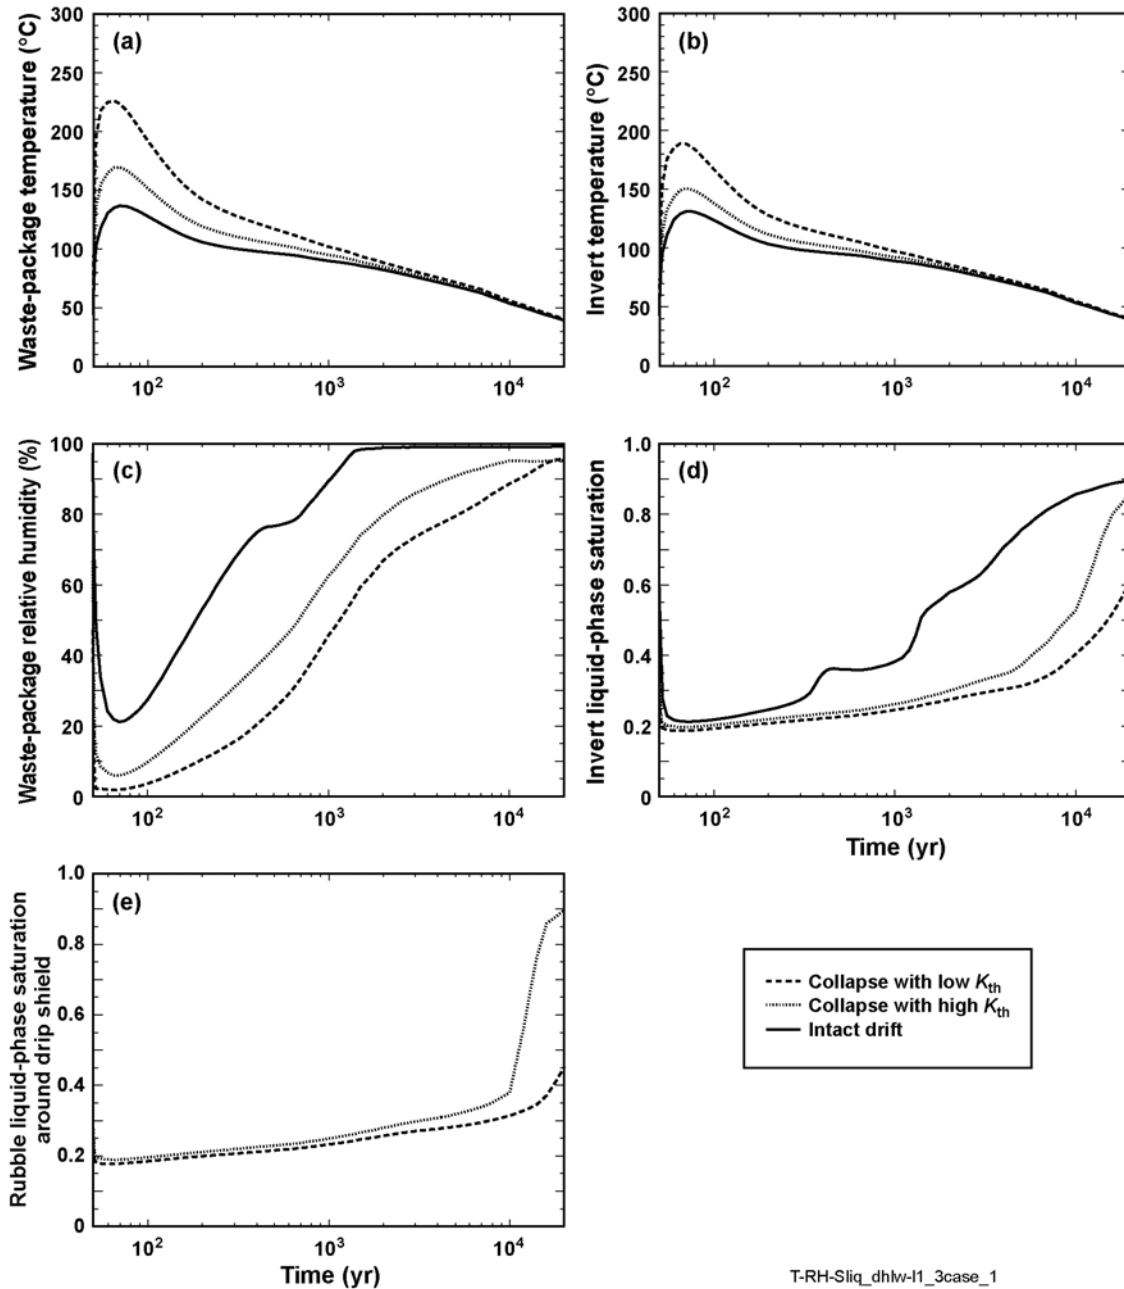 300
250
200
150
100
50
0
Waste-package temperature (°C)
(a)
10²
10³
10⁴
300
250
200
150
100
50
0
Invert temperature (°C)
(b)
10²
10³
10⁴
100
80
60
40
20
0
Waste-package relative humidity (%)
(c)
10²
10³
10⁴
1.0
0.8
0.6
0.4
0.2
0
Invert liquid-phase saturation
(d)
10²
10³
10⁴
Time (yr)
1.0
0.8
0.6
0.4
0.2
0
Rubble liquid-phase saturation
around drip shield
(e)
10²
10³
10⁴
Time (yr)
Collapse with low Kth
Collapse with high Kth
Intact drift
T-RH-Sliq_dhlw-l1_3case_1